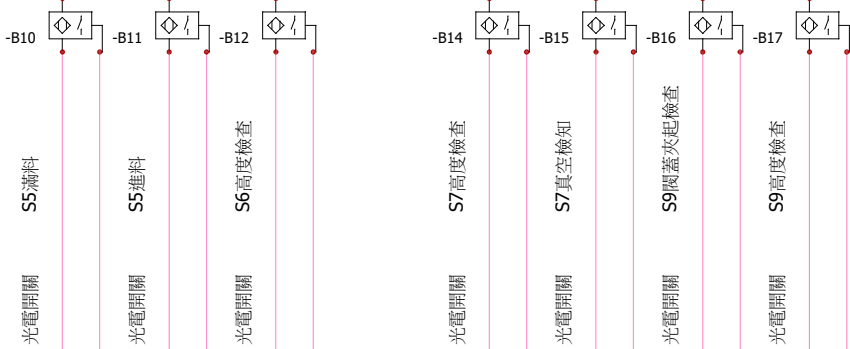 -B10
-B11
-B12
-B14
-B15
-B16
-B17
S5滿料
S5進料
S6高度檢查
S7高度檢查
S7真空檢知
S9閥蓋夾起檢查
S9高度檢查
光電開關
光電開關
光電開關
光電開關
光電開關
光電開關
光電開關